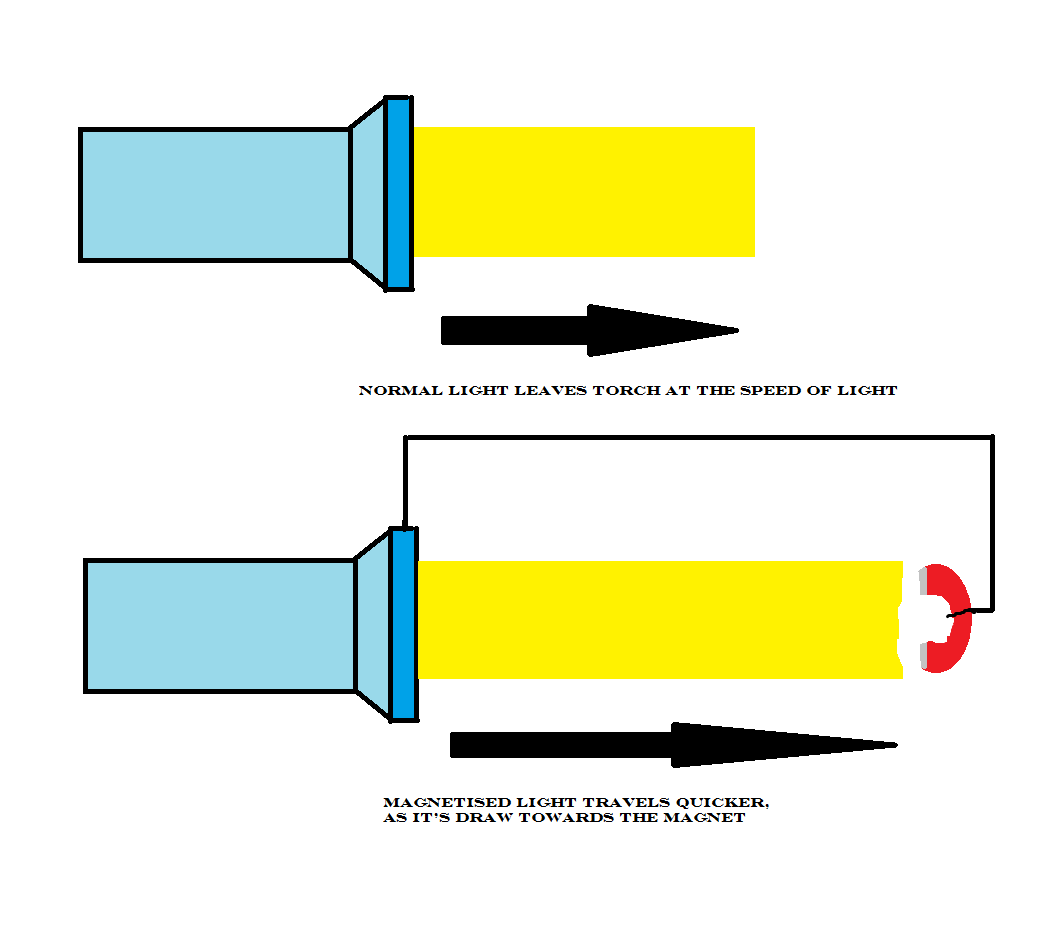 NORMAL LIGHT LEAVES TORCH AT THE SPEED OF LIGHT
MAGNETISED LIGHT TRAVELS QUICKER,
AS IT'S DRAW TOWARDS THE MAGNET